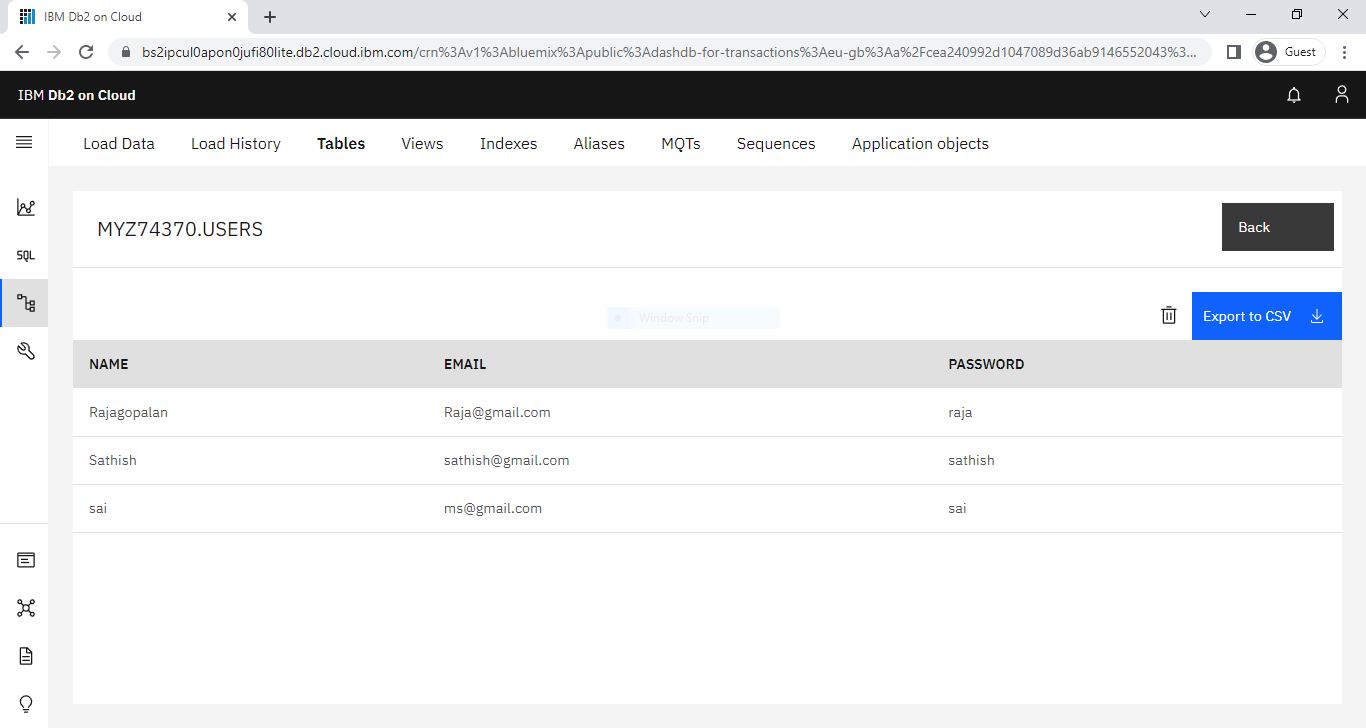 IBM Db2 on Cloud
bs2ipcul0apon0jufi80lite.db2.cloud.ibm.com/crn%3Av1%3Abluemix%3Apublic%3Adashdb-for-transactions%3Aeu-gb%3Aa%2Fcea240992d1047089d36ab9146552043%3... Guest
IBM Db2 on Cloud
Load Data Load History Tables Views Indexes Aliases MQTs Sequences Application objects
MYZ74370.USERS Back
SQL
Window Snip Export to CSV
NAME EMAIL PASSWORD
Rajagopalan Raja@gmail.com raja
Sathish sathish@gmail.com sathish
sai ms@gmail.com sai